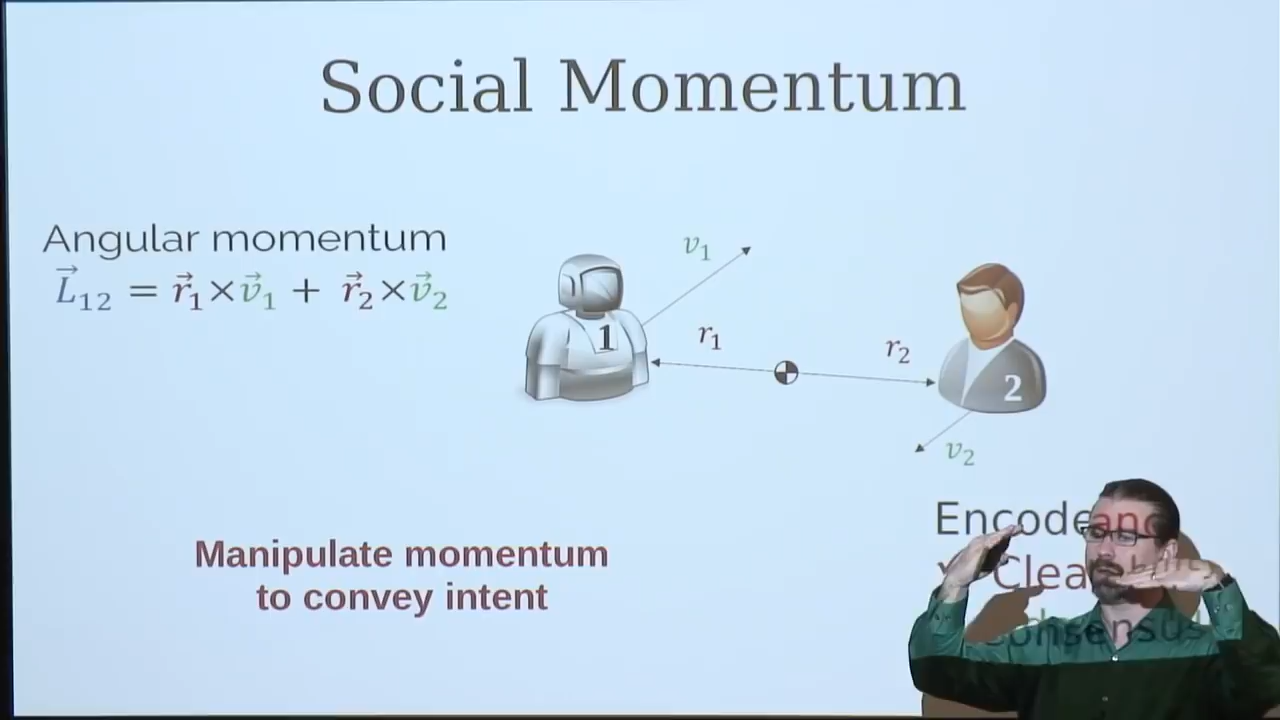 Social Momentum
Angular momentum
L⃗₁₂ = r⃗₁×v⃗₁ + r⃗₂×v⃗₂
v₁
1
r₁
r₂
2
v₂
Manipulate momentum
to convey intent
Encode